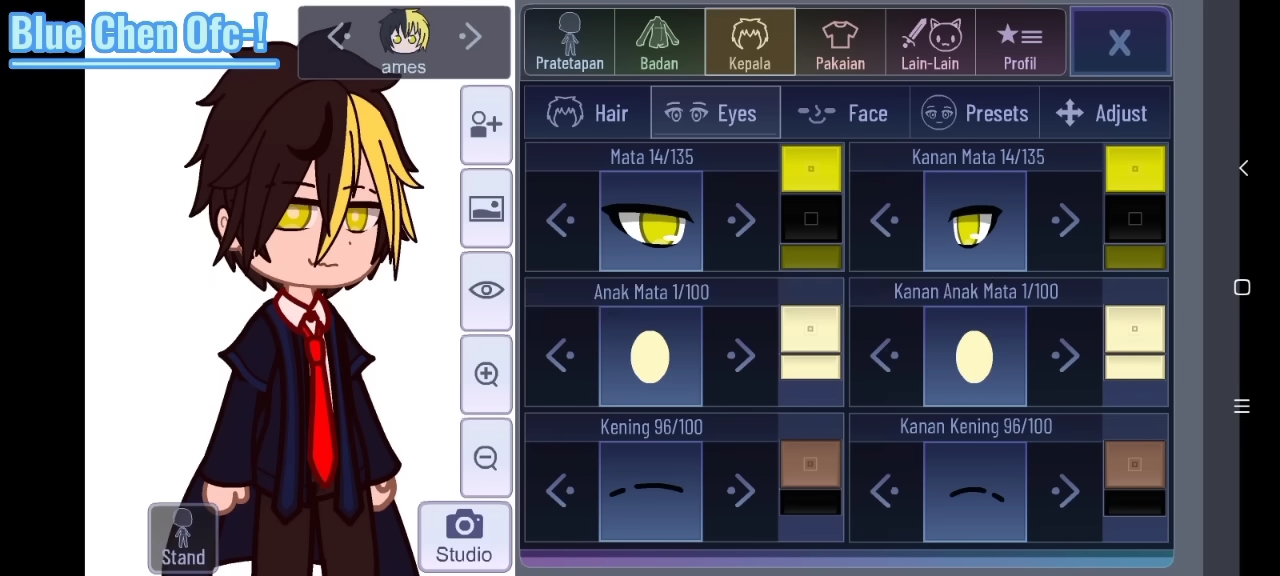 Blue Chen Ofc-!
ames
Pratetapan
Badan
Kepala
Pakaian
Lain-Lain
Profil
X
Hair
Eyes
Face
Presets
Adjust
Mata 14/135
Kanan Mata 14/135
Anak Mata 1/100
Kanan Anak Mata 1/100
Kening 96/100
Kanan Kening 96/100
Stand
Studio